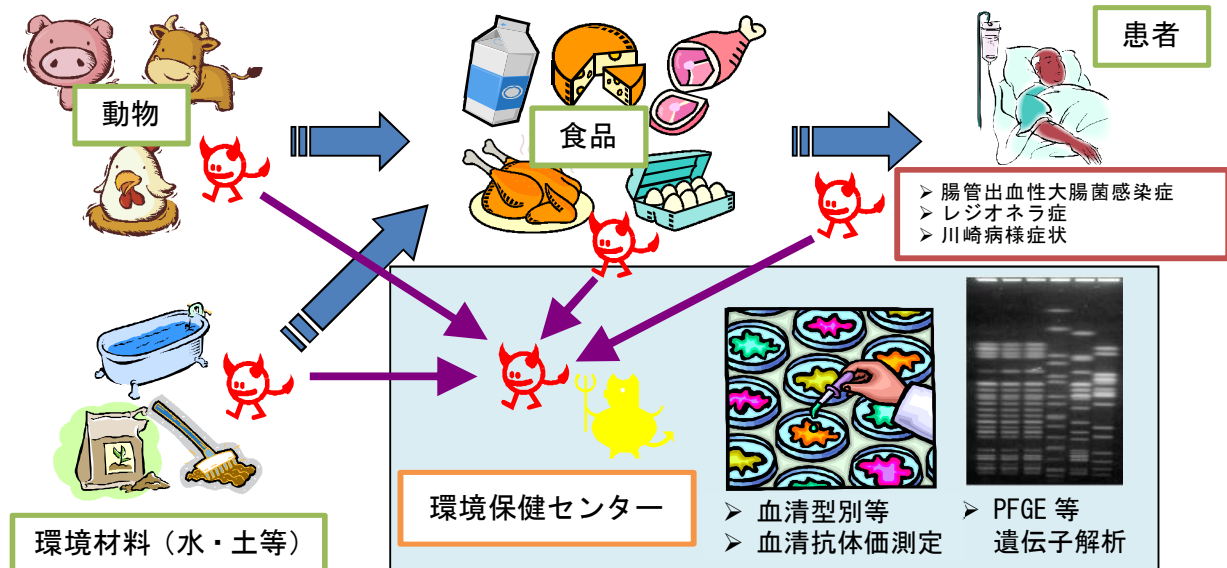 動物
食品
患者
➢ 腸管出血性大腸菌感染症
➢ レジオネラ症
➢ 川崎病様症状
環境材料(水・土等)
環境保健センター
➢ 血清型別等
➢ 血清抗体価測定
➢ PFGE 等
遺伝子解析